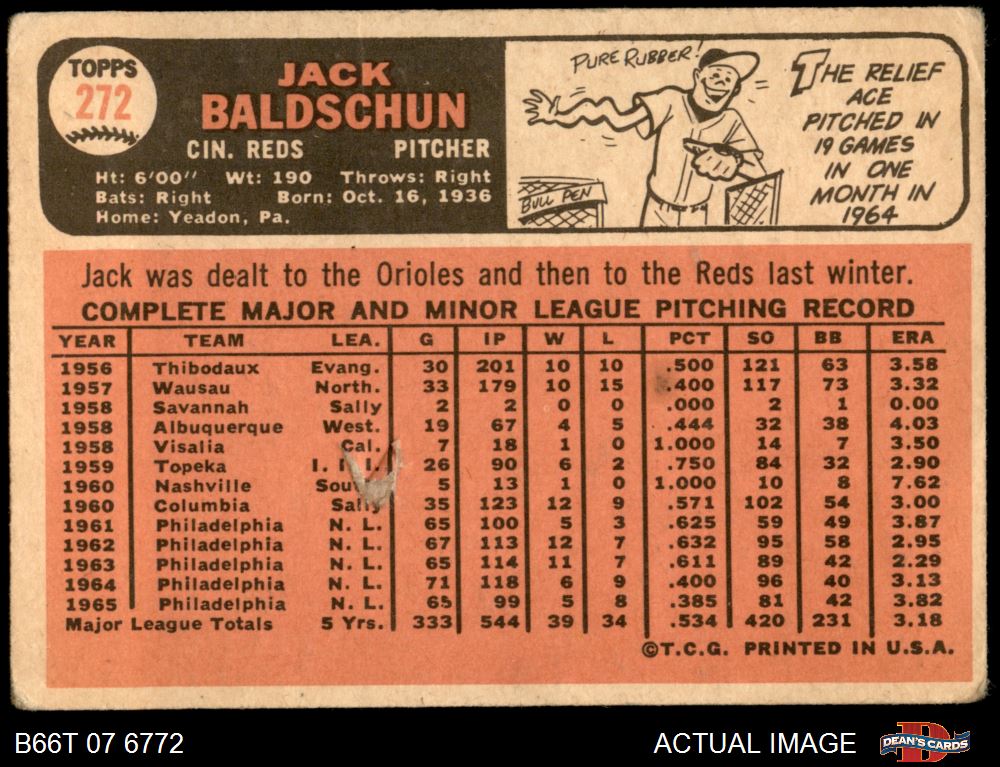 TOPPS
272
JACK
BALDSCHUN
CIN. REDS PITCHER
Ht: 6'00" Wt: 190 Throws: Right
Bats: Right Born: Oct. 16, 1936
Home: Yeadon, Pa.
PURE RUBBER!
BULL PEN
THE RELIEF
ACE
PITCHED IN
19 GAMES
IN ONE
MONTH IN
1964
Jack was dealt to the Orioles and then to the Reds last winter.
COMPLETE MAJOR AND MINOR LEAGUE PITCHING RECORD
YEAR TEAM LEA. G IP W L PCT SO BB ERA
1956 Thibodaux Evang. 30 201 10 10 .500 121 63 3.58
1957 Wausau North. 33 179 10 15 .400 117 73 3.32
1958 Savannah Sally 2 2 0 0 .000 2 1 0.00
1958 Albuquerque West. 19 67 4 5 .444 32 38 4.03
1958 Visalia Cal. 7 18 1 0 1.000 14 7 3.50
1959 Topeka I. I. I. 26 90 6 2 .750 84 32 2.90
1960 Nashville 5 13 1 0 1.000 10 8 7.62
1960 Columbia Sally 35 123 12 9 .571 102 54 3.00
1961 Philadelphia N. L. 65 100 5 3 .625 59 49 3.87
1962 Philadelphia N. L. 67 113 12 7 .632 95 58 2.95
1963 Philadelphia N. L. 65 114 11 7 .611 89 42 2.29
1964 Philadelphia N. L. 71 118 6 9 .400 96 40 3.13
1965 Philadelphia N. L. 65 99 5 8 .385 81 42 3.82
Major League Totals 5 Yrs. 333 544 39 34 .534 420 231 3.18
©T.C.G. PRINTED IN U.S.A.
B66T 07 6772 ACTUAL IMAGE DEAN'S CARDS